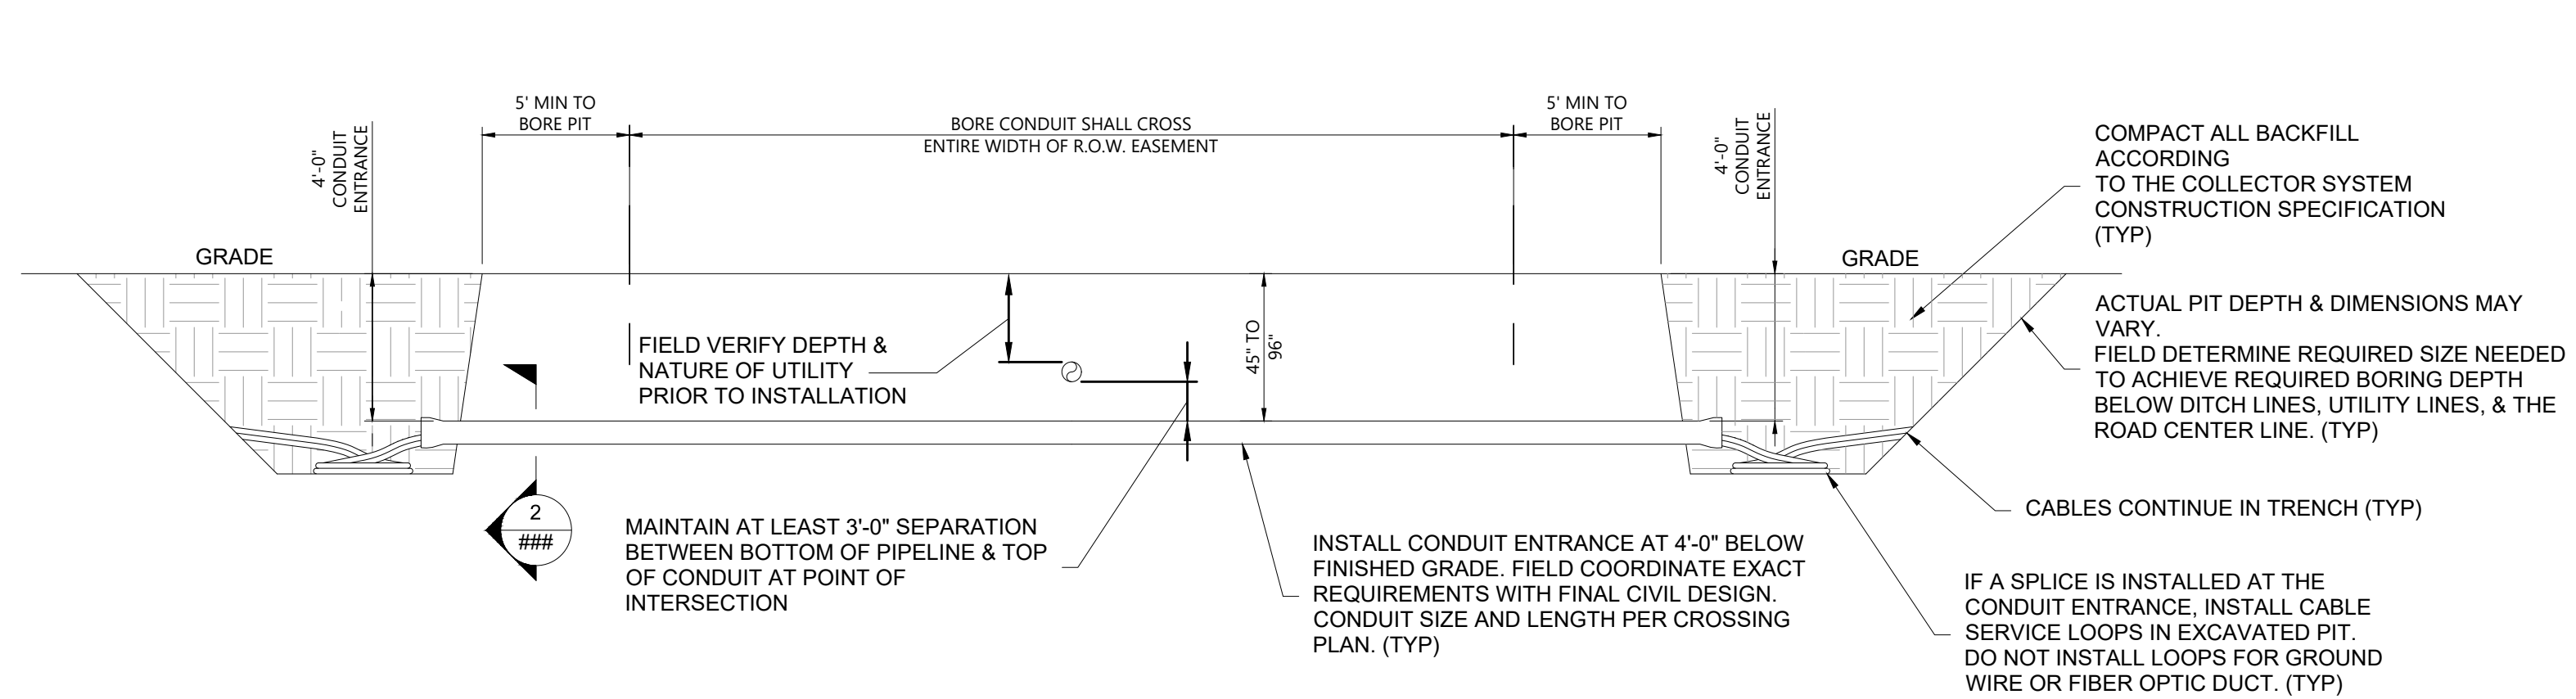 5' MIN TO
BORE PIT
BORE CONDUIT SHALL CROSS
ENTIRE WIDTH OF R.O.W. EASEMENT
5' MIN TO
BORE PIT
4'-0"
CONDUIT
ENTRANCE
4'-0"
CONDUIT
ENTRANCE
COMPACT ALL BACKFILL
ACCORDING
TO THE COLLECTOR SYSTEM
CONSTRUCTION SPECIFICATION
(TYP)
GRADE
GRADE
ACTUAL PIT DEPTH & DIMENSIONS MAY
VARY.
FIELD DETERMINE REQUIRED SIZE NEEDED
TO ACHIEVE REQUIRED BORING DEPTH
BELOW DITCH LINES, UTILITY LINES, & THE
ROAD CENTER LINE. (TYP)
FIELD VERIFY DEPTH &
NATURE OF UTILITY
PRIOR TO INSTALLATION
45" TO
96"
2
###
MAINTAIN AT LEAST 3'-0" SEPARATION
BETWEEN BOTTOM OF PIPELINE & TOP
OF CONDUIT AT POINT OF
INTERSECTION
INSTALL CONDUIT ENTRANCE AT 4'-0" BELOW
FINISHED GRADE. FIELD COORDINATE EXACT
REQUIREMENTS WITH FINAL CIVIL DESIGN.
CONDUIT SIZE AND LENGTH PER CROSSING
PLAN. (TYP)
CABLES CONTINUE IN TRENCH (TYP)
IF A SPLICE IS INSTALLED AT THE
CONDUIT ENTRANCE, INSTALL CABLE
SERVICE LOOPS IN EXCAVATED PIT.
DO NOT INSTALL LOOPS FOR GROUND
WIRE OR FIBER OPTIC DUCT. (TYP)